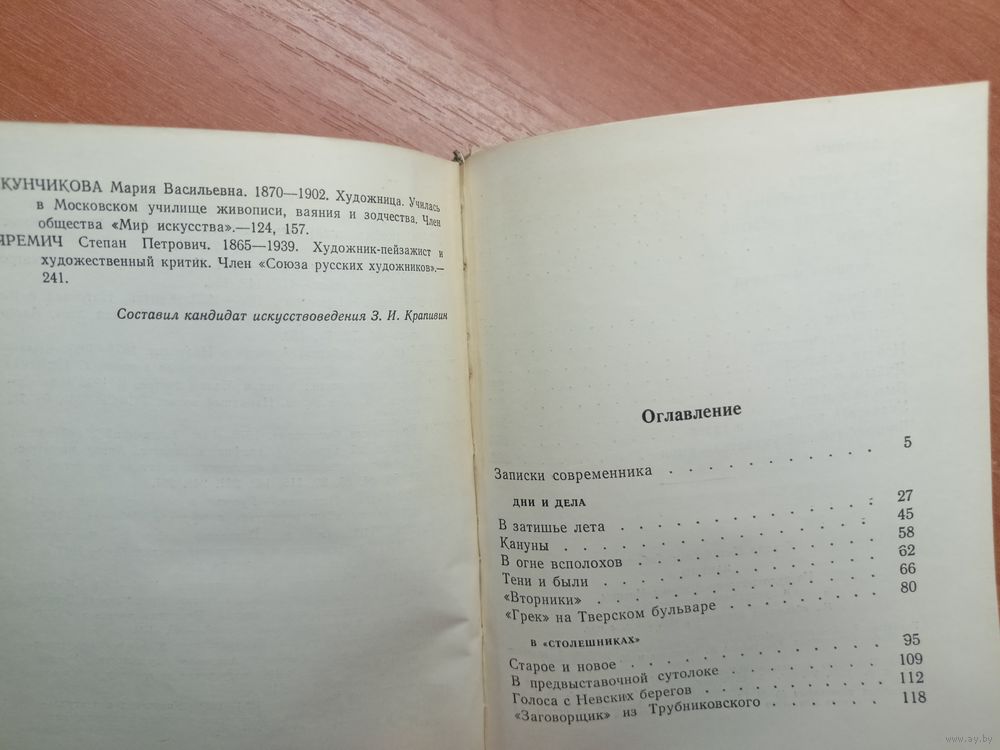 КУНЧИКОВА Мария Васильевна. 1870—1902. Художница. Училась
в Московском училище живописи, ваяния и зодчества. Член
общества «Мир искусства».—124, 157.
ЯРЕМИЧ Степан Петрович. 1865—1939. Художник-пейзажист и
художественный критик. Член «Союза русских художников».—
241.
Составил кандидат искусствоведения З. И. Крапивин
Оглавление
Записки современника . . . . . . . . . . . 5
ДНИ И ДЕЛА
В затишье лета . . . . . . . . . . . . 27
Кануны . . . . . . . . . . . . . . 45
В огне всполохов . . . . . . . . . . . 58
Тени и были . . . . . . . . . . . . 62
«Вторники» . . . . . . . . . . . . 66
«Грек» на Тверском бульваре . . . . . . . . 80
В «СТОЛЕШНИКАХ»
Старое и новое . . . . . . . . . . . . 95
В предвыставочной сутолоке . . . . . . . . 109
Голоса с Невских берегов . . . . . . . . . 112
«Заговорщик» из Трубниковского . . . . . . 118
www.ay.by